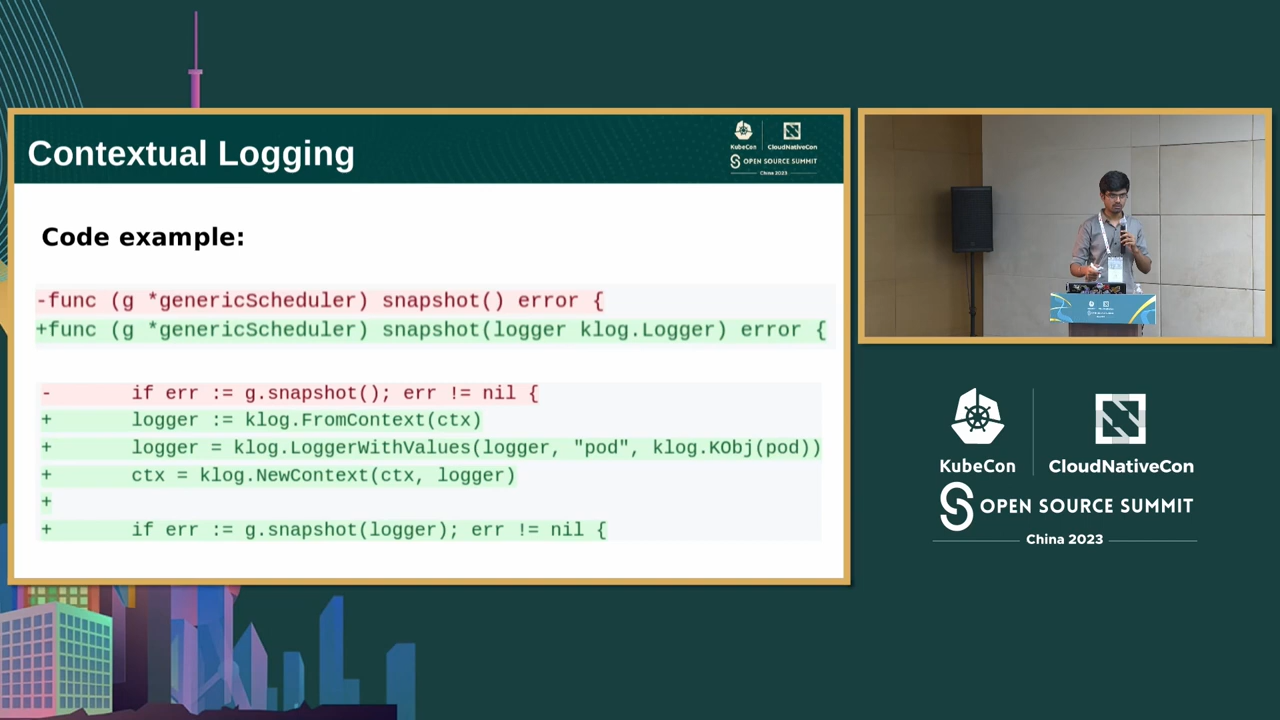 Contextual Logging
KubeCon
CloudNativeCon
OPEN SOURCE SUMMIT
China 2023
Code example:
-func (g *genericScheduler) snapshot() error {
+func (g *genericScheduler) snapshot(logger klog.Logger) error {
- if err := g.snapshot(); err != nil {
+ logger := klog.FromContext(ctx)
+ logger = klog.LoggerWithValues(logger, "pod", klog.KObj(pod))
+ ctx = klog.NewContext(ctx, logger)
+
+ if err := g.snapshot(logger); err != nil {
KubeCon
CloudNativeCon
OPEN SOURCE SUMMIT
China 2023